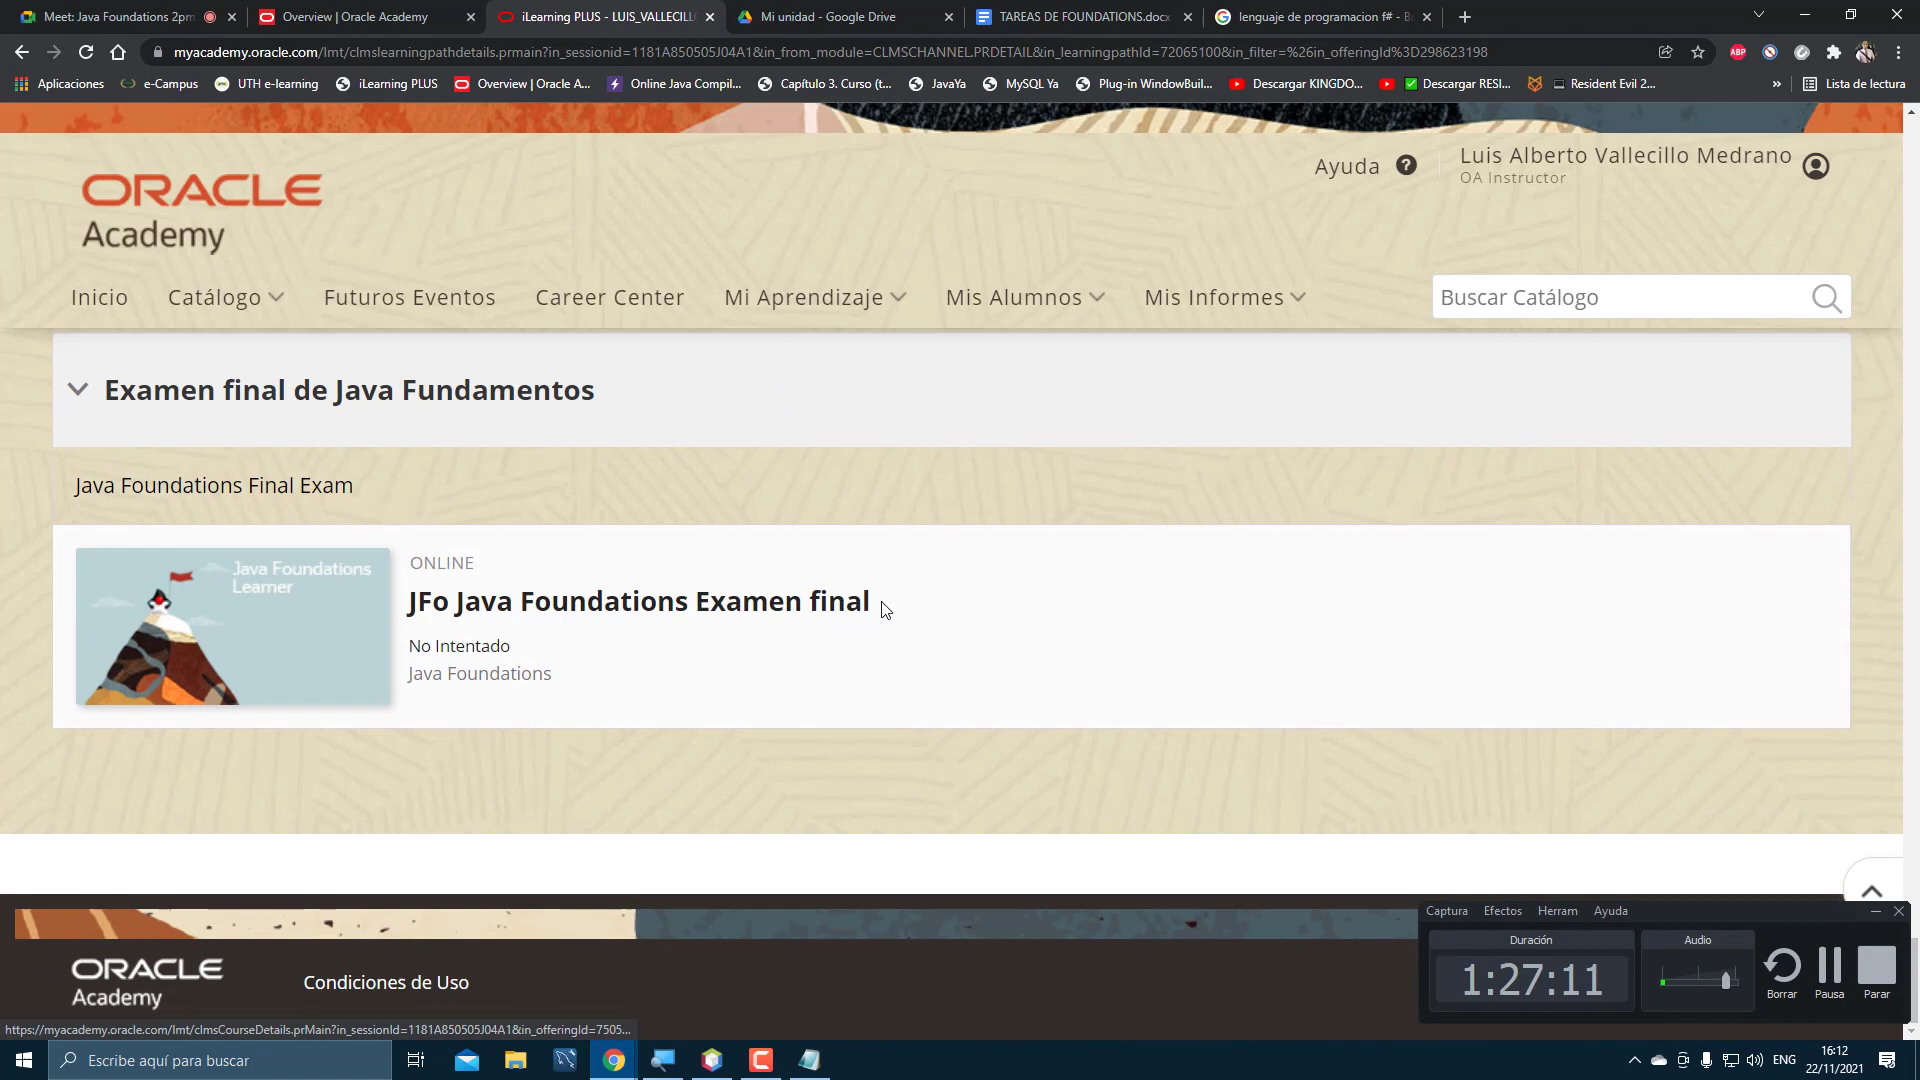 Meet: Java Foundations 2pm
Overview | Oracle Academy
iLearning PLUS - LUIS_VALLECILL
Mi unidad - Google Drive
TAREAS DE FOUNDATIONS.docx
lenguaje de programacion f# - B
myacademy.oracle.com/lmt/clmslearningpathdetails.prmain?in_sessionid=1181A850505J04A1&in_from_module=CLMSCHANNEL.PRDETAIL&in_learningpathId=72065100&in_filter=%26in_offeringId%3D298623198
ABP
Aplicaciones
e-Campus
UTH e-learning
iLearning PLUS
Overview | Oracle A...
Online Java Compil...
Capítulo 3. Curso (t...
JavaYa
MySQL Ya
Plug-in WindowBuil...
Descargar KINGDO...
Descargar RESI...
Resident Evil 2...
»
Lista de lectura
ORACLE
Academy
Ayuda
Luis Alberto Vallecillo Medrano
OA Instructor
Inicio
Catálogo
Futuros Eventos
Career Center
Mi Aprendizaje
Mis Alumnos
Mis Informes
Buscar Catálogo
Examen final de Java Fundamentos
Java Foundations Final Exam
Java Foundations
Learner
ONLINE
JFo Java Foundations Examen final
No Intentado
Java Foundations
Captura
Efectos
Herram
Ayuda
Duración
1:27:11
Audio
Borrar
Pausa
Parar
ORACLE
Academy
Condiciones de Uso
https://myacademy.oracle.com/lmt/clmsCourseDetails.prMain?in_sessionId=1181A850505J04A1&in_offeringId=7505...
Escribe aquí para buscar
ENG
16:12
22/11/2021